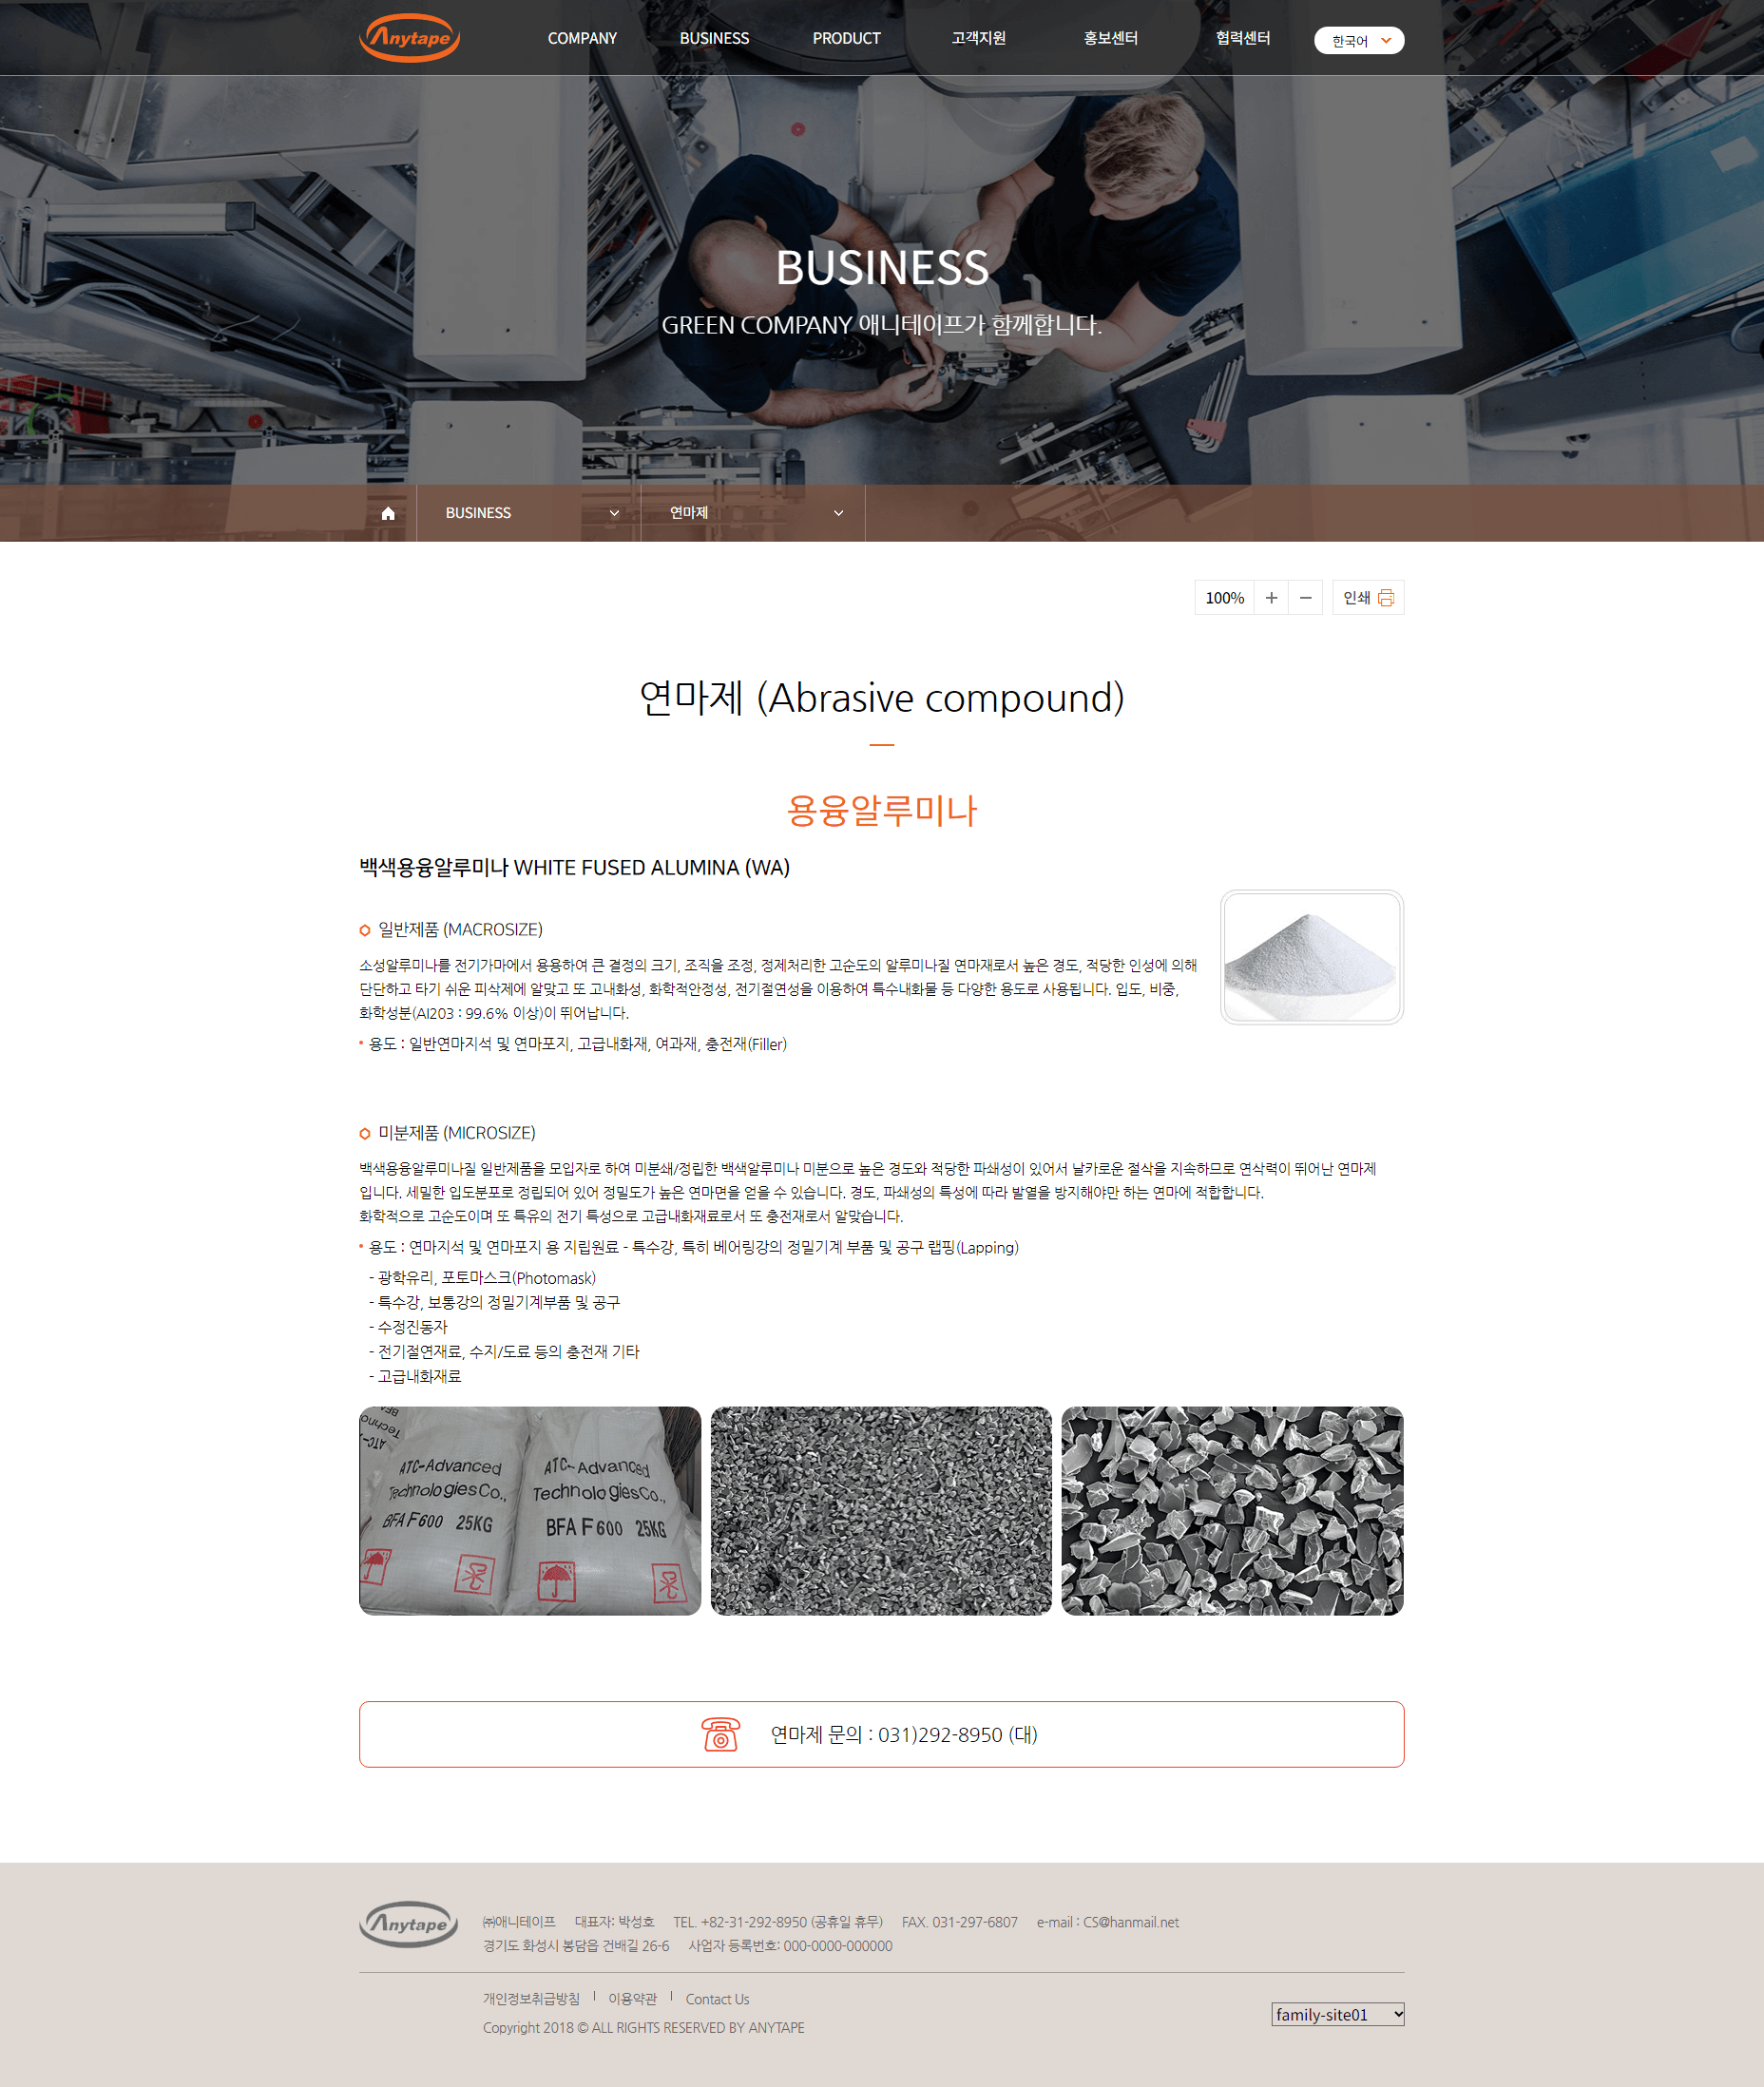 Anytape
COMPANY
BUSINESS
PRODUCT
고객지원
홍보센터
협력센터
한국어
BUSINESS
GREEN COMPANY 애니테이프가 함께합니다.
BUSINESS
연마제
100%
인쇄
연마제 (Abrasive compound)
용융알루미나
백색용융알루미나 WHITE FUSED ALUMINA (WA)
일반제품 (MACROSIZE)
소성알루미나를 전기가마에서 용용하여 큰 결정의 크기, 조직을 조정, 정제처리한 고순도의 알루미나질 연마재로서 높은 경도, 적당한 인성에 의해
단단하고 타기 쉬운 피삭제에 알맞고 또 고내화성, 화학적안정성, 전기절연성을 이용하여 특수내화물 등 다양한 용도로 사용됩니다. 입도, 비중,
화학성분(AI203 : 99.6% 이상)이 뛰어납니다.
용도 : 일반연마지석 및 연마포지, 고급내화재, 여과재, 충전재(Filler)
미분제품 (MICROSIZE)
백색용융알루미나질 일반제품을 모입자로 하여 미분쇄/정립한 백색알루미나 미분으로 높은 경도와 적당한 파쇄성이 있어서 날카로운 절삭을 지속하므로 연삭력이 뛰어난 연마제
입니다. 세밀한 입도분포로 정립되어 있어 정밀도가 높은 연마면을 얻을 수 있습니다. 경도, 파쇄성의 특성에 따라 발열을 방지해야만 하는 연마에 적합합니다.
화학적으로 고순도이며 또 특유의 전기 특성으로 고급내화재료로서 또 충전재로서 알맞습니다.
용도 : 연마지석 및 연마포지 용 지립원료 - 특수강, 특히 베어링강의 정밀기계 부품 및 공구 랩핑(Lapping)
- 광학유리, 포토마스크(Photomask)
- 특수강, 보통강의 정밀기계부품 및 공구
- 수정진동자
- 전기절연재료, 수지/도료 등의 충전재 기타
- 고급내화재료
BFA
Techno
ATC-
ATC-Advanced
Technologies Co.,
BFA F600 25KG
ATC-Advanced
Technologies Co.,
BFA F600 25KG
연마제 문의 : 031)292-8950 (대)
Anytape
㈜애니테이프 대표자: 박성호 TEL. +82-31-292-8950 (공휴일 휴무) FAX. 031-297-6807 e-mail : CS@hanmail.net
경기도 화성시 봉담읍 건배길 26-6 사업자 등록번호: 000-0000-000000
개인정보취급방침
이용약관
Contact Us
Copyright 2018 © ALL RIGHTS RESERVED BY ANYTAPE
family-site01